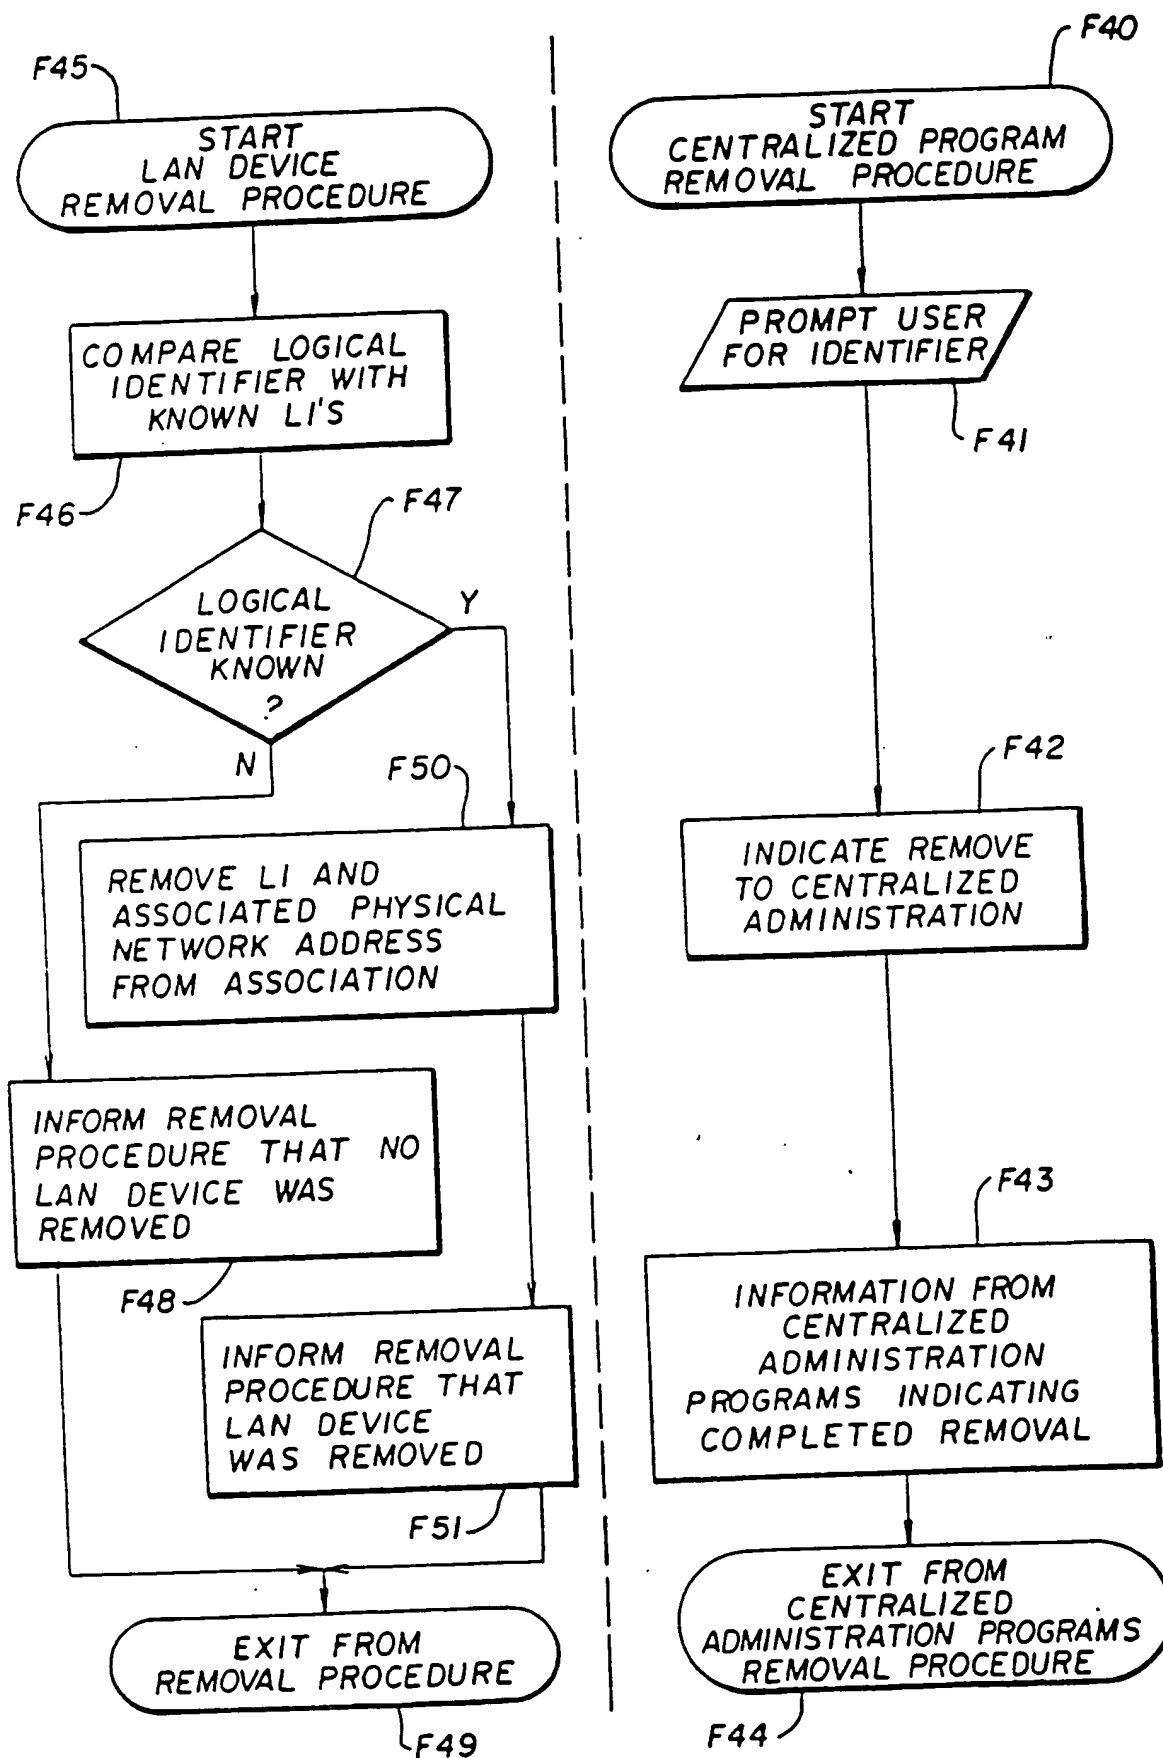 F45
START
LAN DEVICE
REMOVAL PROCEDURE
COMPARE LOGICAL
IDENTIFIER WITH
KNOWN LI'S
F46
F47
LOGICAL
IDENTIFIER
KNOWN
?
Y
N
F50
REMOVE LI AND
ASSOCIATED PHYSICAL
NETWORK ADDRESS
FROM ASSOCIATION
INFORM REMOVAL
PROCEDURE THAT NO
LAN DEVICE WAS
REMOVED
F48
INFORM REMOVAL
PROCEDURE THAT
LAN DEVICE
WAS REMOVED
F51
EXIT FROM
REMOVAL PROCEDURE
F49
F40
START
CENTRALIZED PROGRAM
REMOVAL PROCEDURE
PROMPT USER
FOR IDENTIFIER
F41
F42
INDICATE REMOVE
TO CENTRALIZED
ADMINISTRATION
F43
INFORMATION FROM
CENTRALIZED
ADMINISTRATION
PROGRAMS INDICATING
COMPLETED REMOVAL
EXIT FROM
CENTRALIZED
ADMINISTRATION PROGRAMS
REMOVAL PROCEDURE
F44